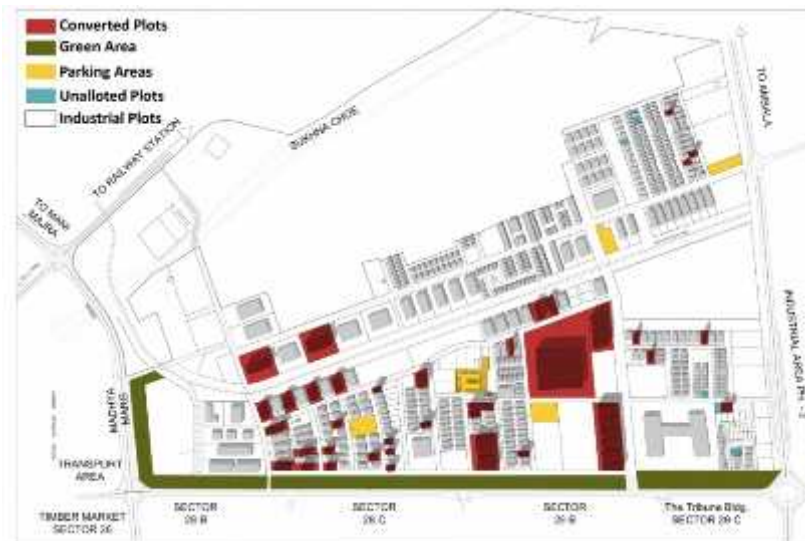 Converted Plots
Green Area
Parking Areas
Unalloted Plots
Industrial Plots
SUKHNA CHOE
TO AMBALA
TO RAILWAY STATION
TO MANI
MAJRA
MADHYA
MARG
INDUSTRIAL AREA PH - 2
TRANSPORT
AREA
TIMBER MARKET
SECTOR 26
SECTOR
28 B
SECTOR
28 C
SECTOR
29 B
The Tribune Bldg.
SECTOR 29 C